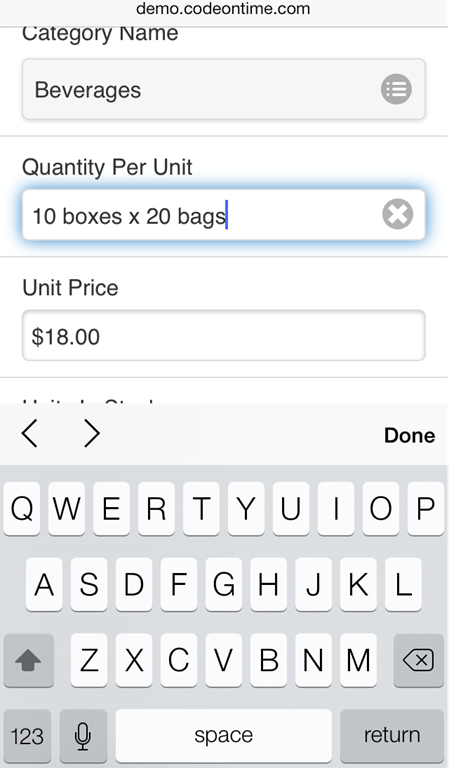 demo.codeontime.com
Category Name
Beverages
Quantity Per Unit
10 boxes x 20 bags
Unit Price
$18.00
Done
Q W E R T Y U I O P
A S D F G H J K L
Z X C V B N M
123 space return